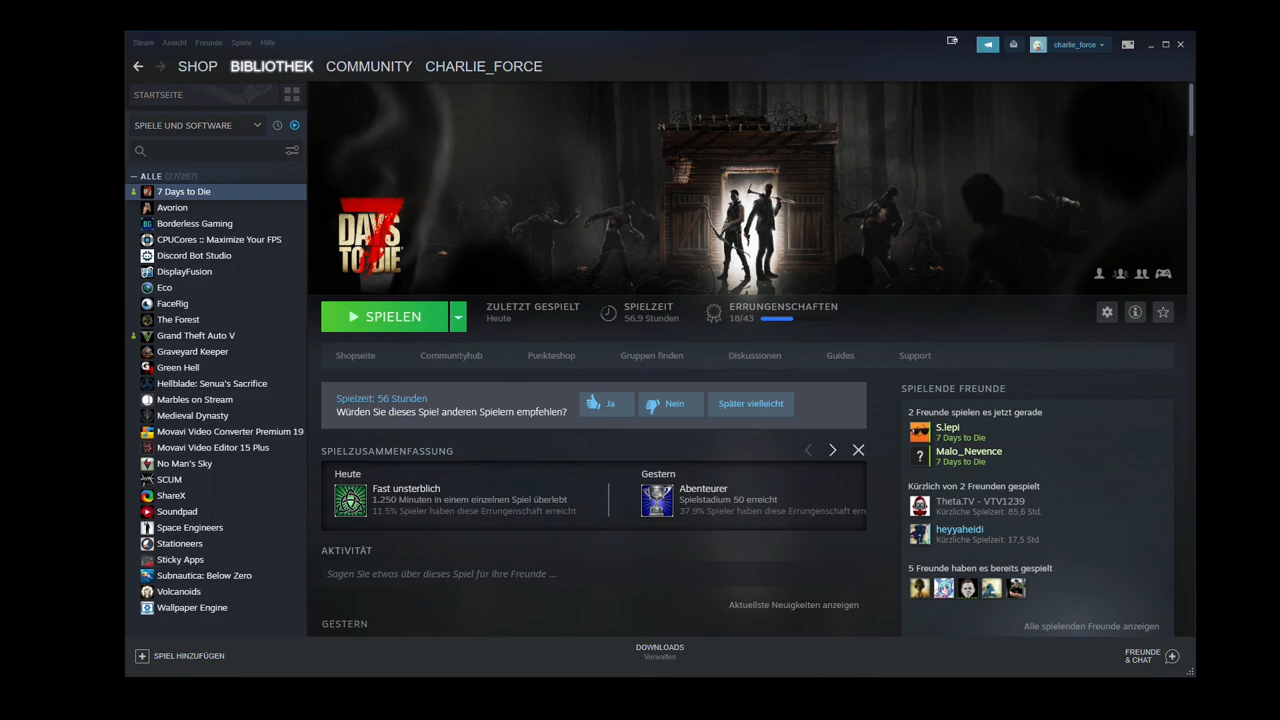 Steam Ansicht Freunde Spiele Hilfe
charlie_force
SHOP BIBLIOTHEK COMMUNITY CHARLIE_FORCE
STARTSEITE
SPIELE UND SOFTWARE
ALLE (27/267)
7 Days to Die
Avorion
Borderless Gaming
CPUCores :: Maximize Your FPS
Discord Bot Studio
DisplayFusion
Eco
FaceRig
The Forest
Grand Theft Auto V
Graveyard Keeper
Green Hell
Hellblade: Senua's Sacrifice
Marbles on Stream
Medieval Dynasty
Movavi Video Converter Premium 19
Movavi Video Editor 15 Plus
No Man's Sky
SCUM
ShareX
Soundpad
Space Engineers
Stationeers
Sticky Apps
Subnautica: Below Zero
Volcanoids
Wallpaper Engine
7
DAYS
TO DIE
SPIELEN
ZULETZT GESPIELT
Heute
SPIELZEIT
56,9 Stunden
ERRUNGENSCHAFTEN
18/43
Shopseite Communityhub Punkteshop Gruppen finden Diskussionen Guides Support
Spielzeit: 56 Stunden
Würden Sie dieses Spiel anderen Spielern empfehlen?
Ja Nein Später vielleicht
SPIELZUSAMMENFASSUNG
Heute
Fast unsterblich
1.250 Minuten in einem einzelnen Spiel überlebt
11.5% Spieler haben diese Errungenschaft erreicht
Gestern
Abenteurer
Spielstadium 50 erreicht
37.9% Spieler haben diese Errungenschaft erre
AKTIVITÄT
Sagen Sie etwas über dieses Spiel für Ihre Freunde ...
Aktuellste Neuigkeiten anzeigen
GESTERN
SPIELENDE FREUNDE
2 Freunde spielen es jetzt gerade
S.lepi
7 Days to Die
Malo_Nevence
7 Days to Die
Kürzlich von 2 Freunden gespielt
Theta.TV - VTV1239
Kürzliche Spielzeit: 85,6 Std.
heyyaheidi
Kürzliche Spielzeit: 17,5 Std.
5 Freunde haben es bereits gespielt
Alle spielenden Freunde anzeigen
SPIEL HINZUFÜGEN
DOWNLOADS
Verwalten
FREUNDE
& CHAT